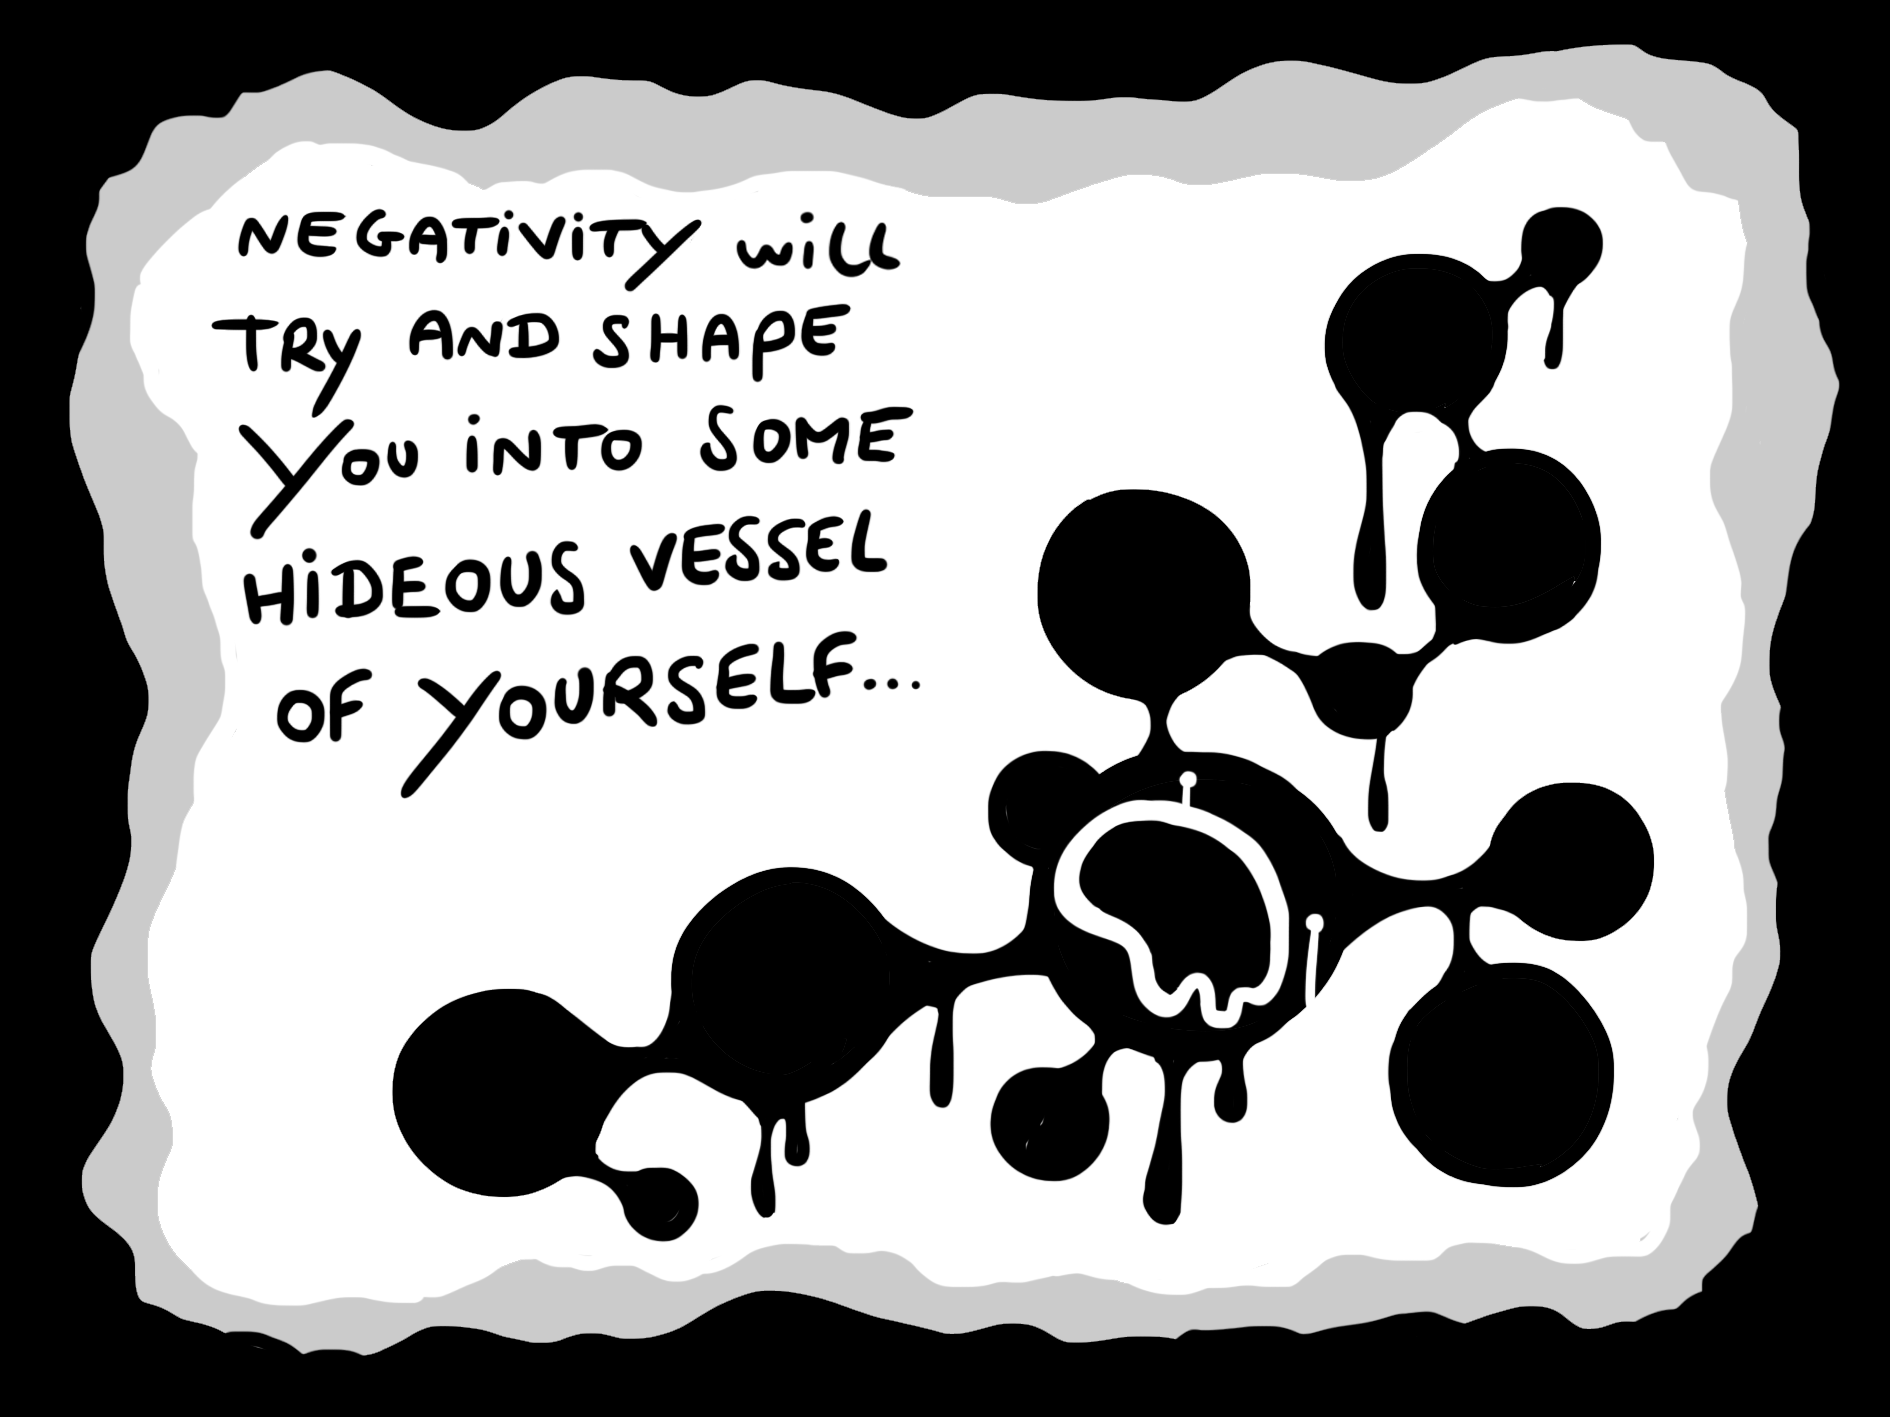 NEGATiViTY will
TRY AND SHAPE
YOU iNTO SOME
HiDEOUS VESSEL
OF YOURSELF...